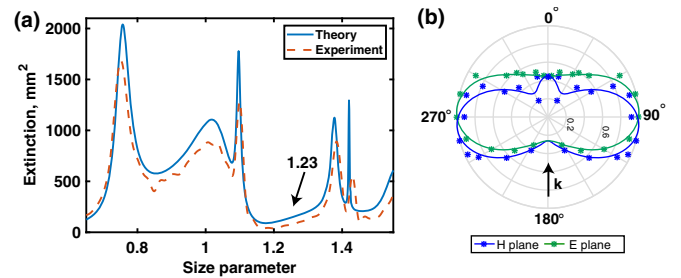 (a)
Theory
Experiment
Extinction, mm²
2000
1500
1000
500
0
1.23
0.8
1
1.2
1.4
Size parameter
(b)
0°
270°
90°
0.2
0.6
k
180°
H plane
E plane